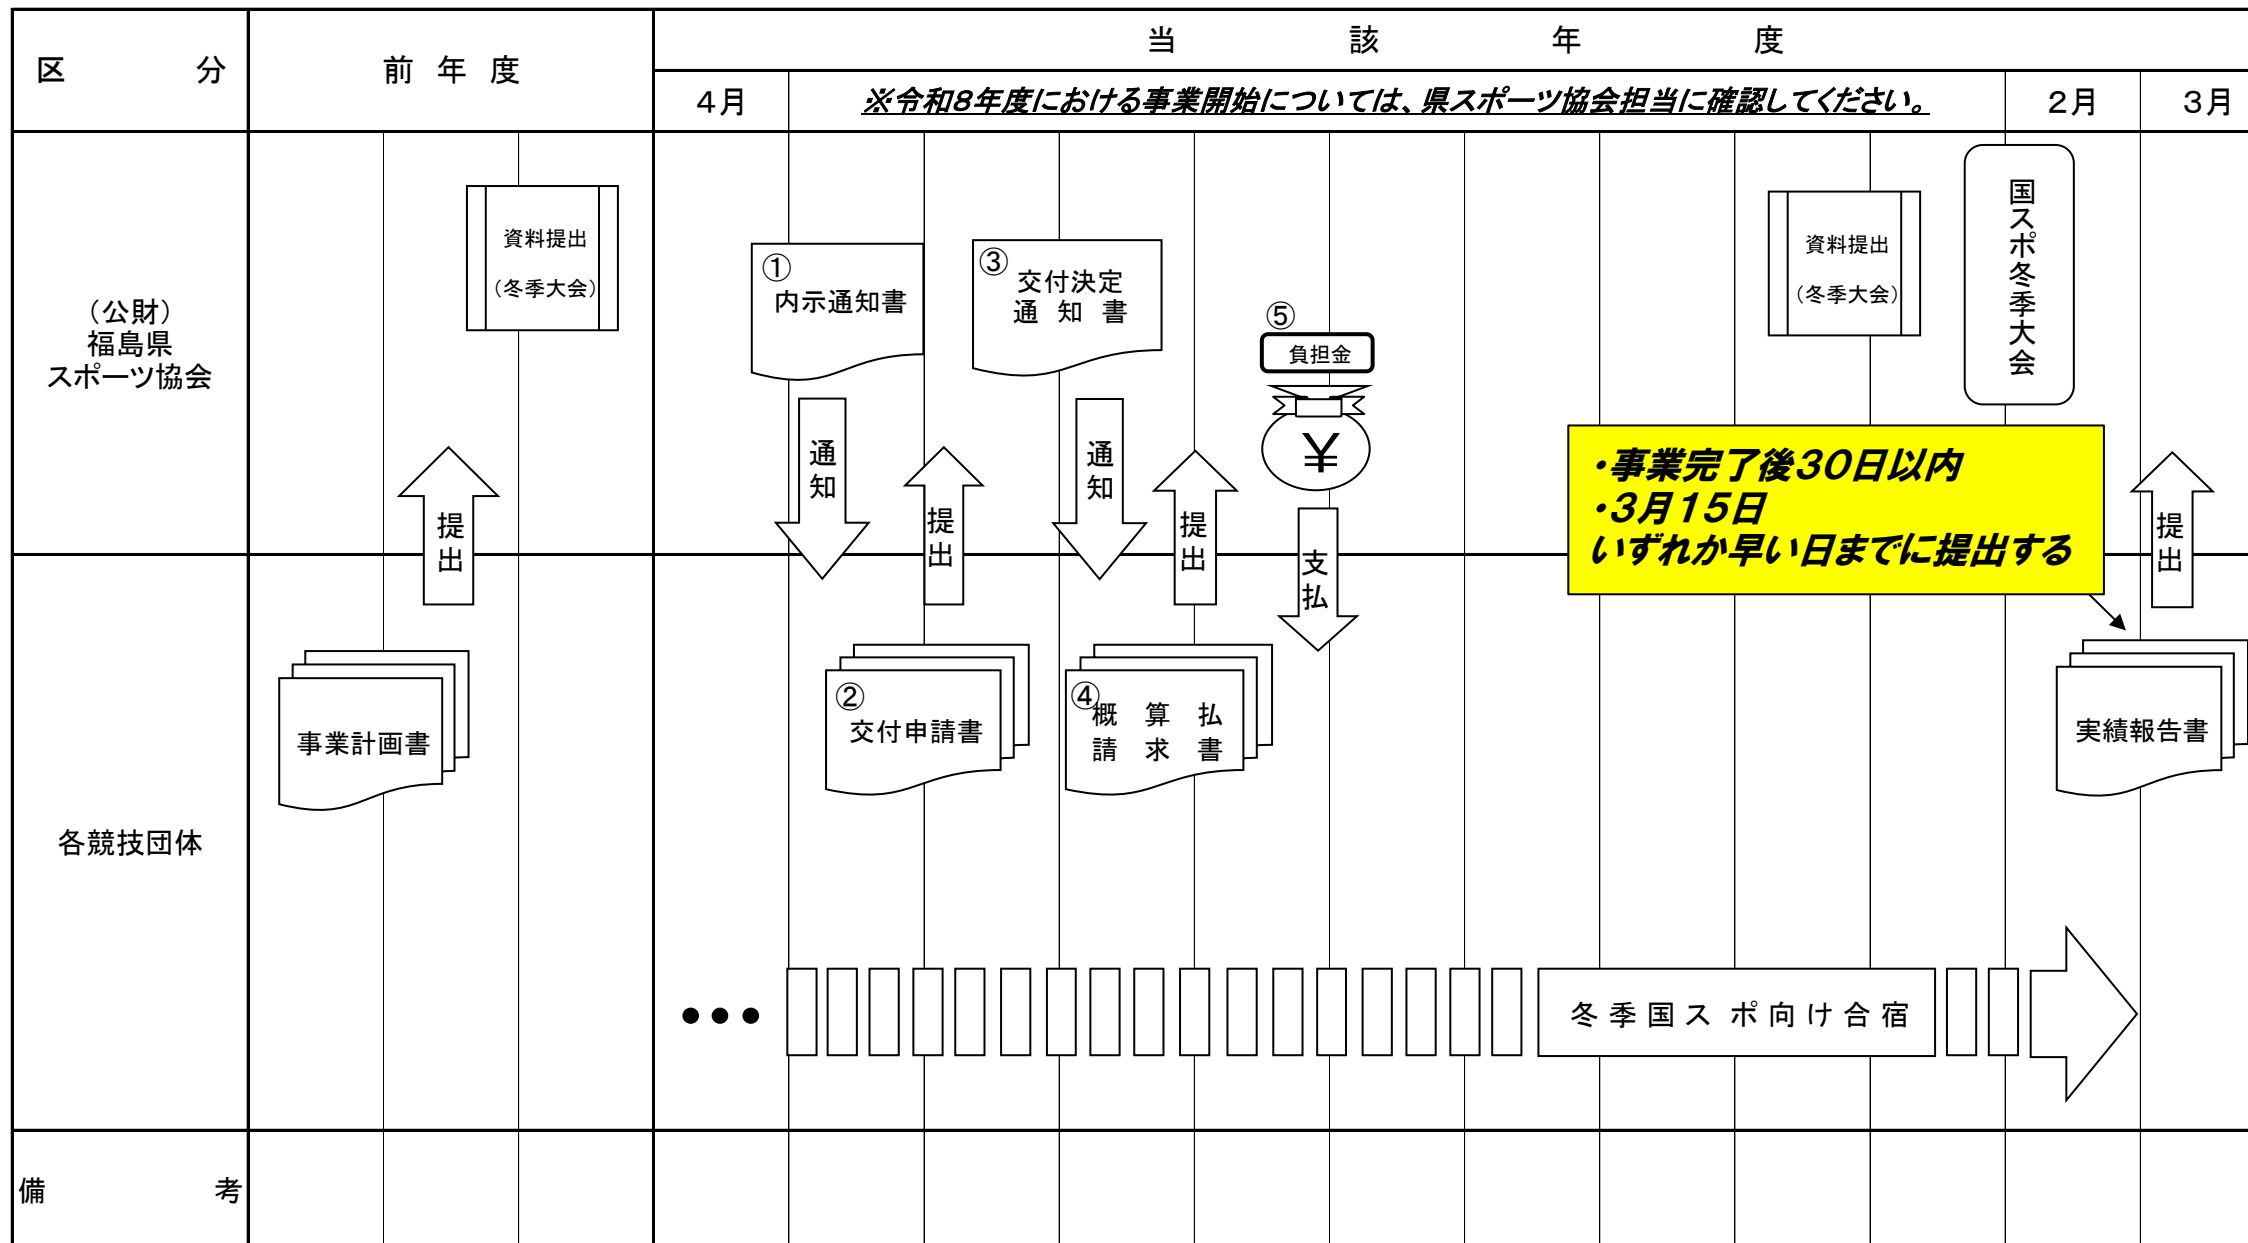 区分
前年度
当該年度
４月
※令和８年度における事業開始については、県スポーツ協会担当に確認してください。
２月
３月
（公財）
福島県
スポーツ協会
資料提出
（冬季大会）
①
内示通知書
③
交付決定
通知書
⑤
負担金
￥
資料提出
（冬季大会）
国スポ冬季大会
提出
通知
提出
通知
提出
支払
・事業完了後３０日以内
・３月１５日
いずれか早い日までに提出する
提出
各競技団体
事業計画書
②
交付申請書
④
概算払
請求書
実績報告書
●●●
冬季国スポ向け合宿
備考